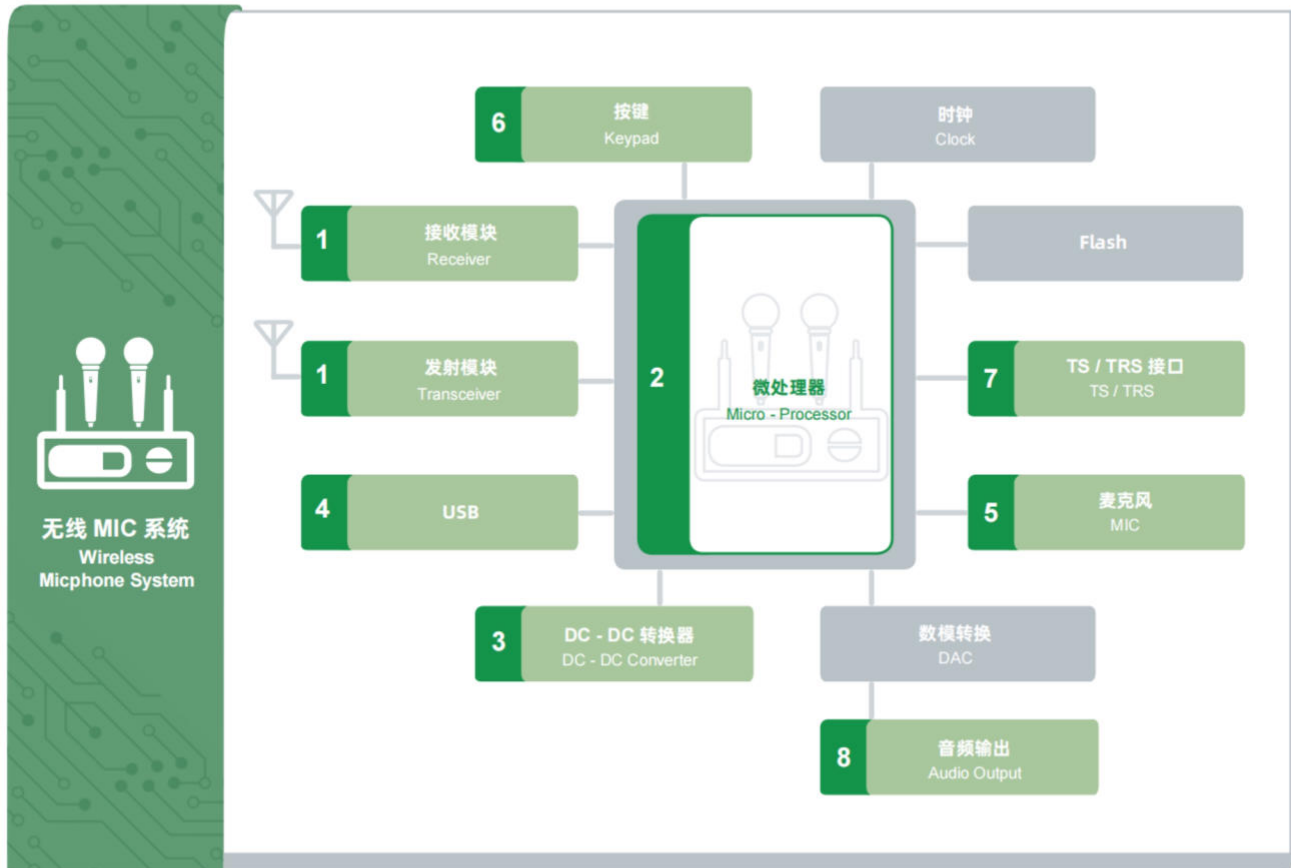 无线 MIC 系统
Wireless
Micphone System
6
按键
Keypad
时钟
Clock
1
接收模块
Receiver
Flash
1
发射模块
Transceiver
2
微处理器
Micro - Processor
7
TS / TRS 接口
TS / TRS
4
USB
5
麦克风
MIC
3
DC - DC 转换器
DC - DC Converter
数模转换
DAC
8
音频输出
Audio Output